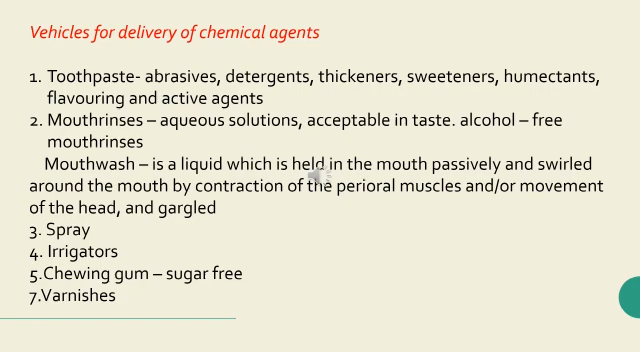 Vehicles for delivery of chemical agents
1. Toothpaste- abrasives, detergents, thickeners, sweeteners, humectants,
flavouring and active agents
2. Mouthrinses – aqueous solutions, acceptable in taste. alcohol – free
mouthrinses
Mouthwash – is a liquid which is held in the mouth passively and swirled
around the mouth by contraction of the perioral muscles and/or movement
of the head, and gargled
3. Spray
4. Irrigators
5.Chewing gum – sugar free
7.Varnishes